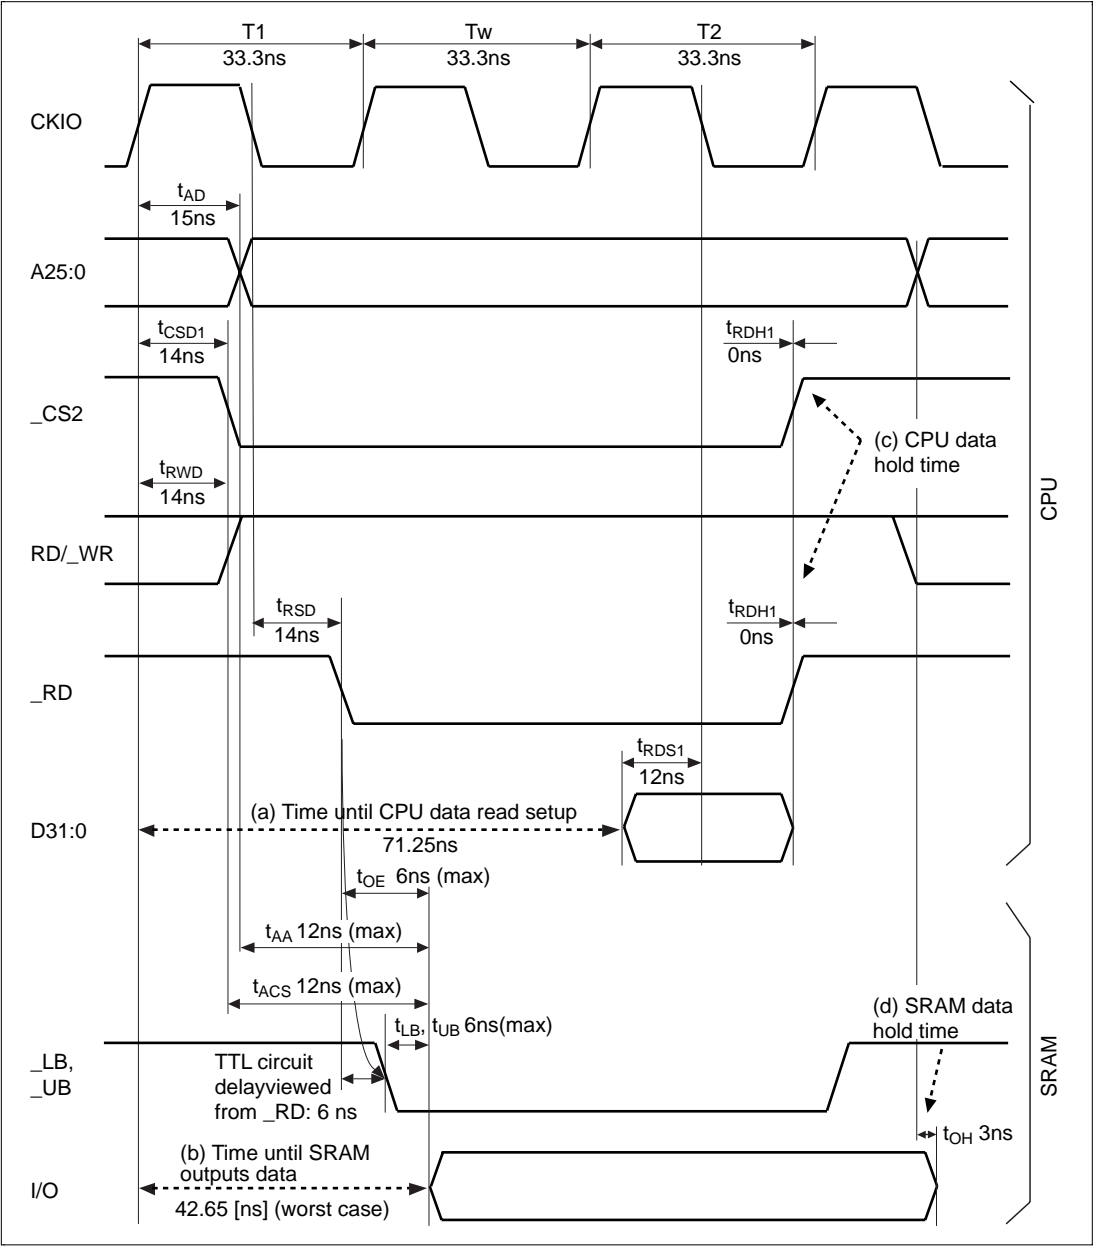 T1 Tw T2
33.3ns 33.3ns 33.3ns
CKIO
tAD
15ns
A25:0
tCSD1
14ns
tRDH1
0ns
_CS2
(c) CPU data
hold time
tRWD
14ns
CPU
RD/_WR
tRSD
14ns
tRDH1
0ns
_RD
tRDS1
12ns
(a) Time until CPU data read setup
D31:0
71.25ns
tOE 6ns (max)
tAA 12ns (max)
tACS 12ns (max)
(d) SRAM data
hold time
tLB, tUB 6ns(max)
_LB,
_UB
TTL circuit
delayviewed
from _RD: 6 ns
SRAM
tOH 3ns
(b) Time until SRAM
outputs data
I/O
42.65 [ns] (worst case)